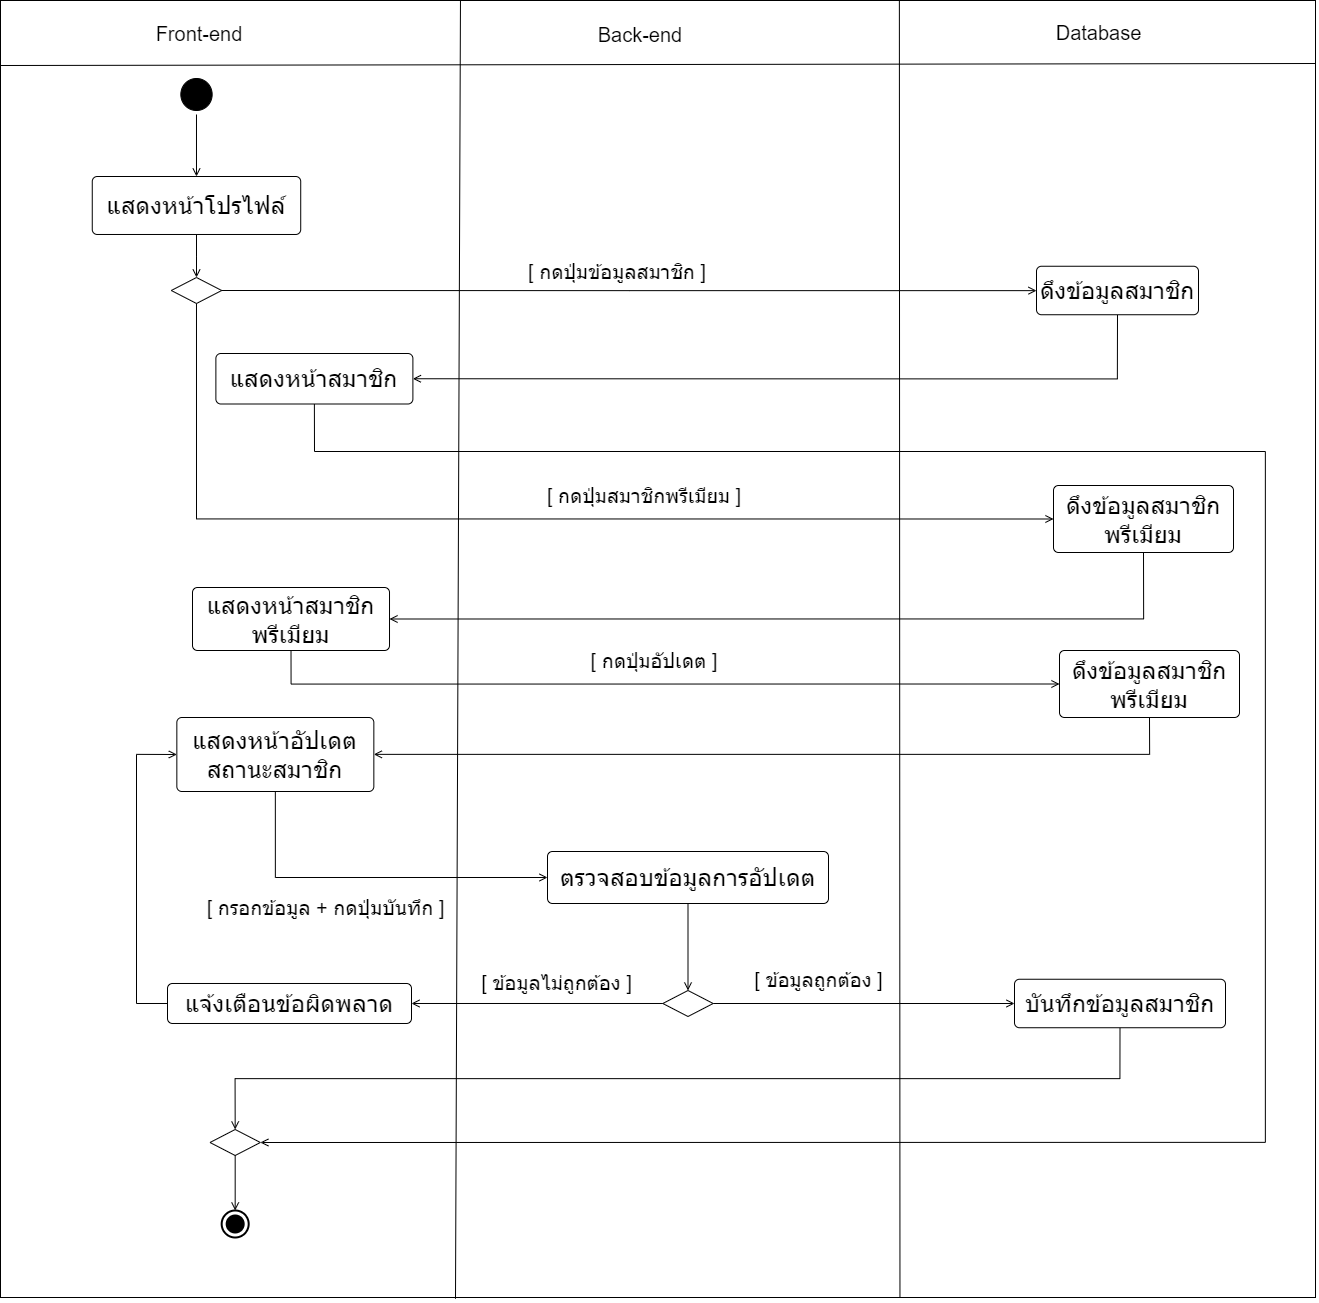 Front-end
Back-end
Database
แสดงหน้าโปรไฟล์
[ กดปุ่มข้อมูลสมาชิก ]
ดึงข้อมูลสมาชิก
แสดงหน้าสมาชิก
[ กดปุ่มสมาชิกพรีเมียม ]
ดึงข้อมูลสมาชิก
พรีเมียม
แสดงหน้าสมาชิก
พรีเมียม
[ กดปุ่มอัปเดต ]
ดึงข้อมูลสมาชิก
พรีเมียม
แสดงหน้าอัปเดต
สถานะสมาชิก
ตรวจสอบข้อมูลการอัปเดต
[ กรอกข้อมูล + กดปุ่มบันทึก ]
[ ข้อมูลไม่ถูกต้อง ]
[ ข้อมูลถูกต้อง ]
แจ้งเตือนข้อผิดพลาด
บันทึกข้อมูลสมาชิก